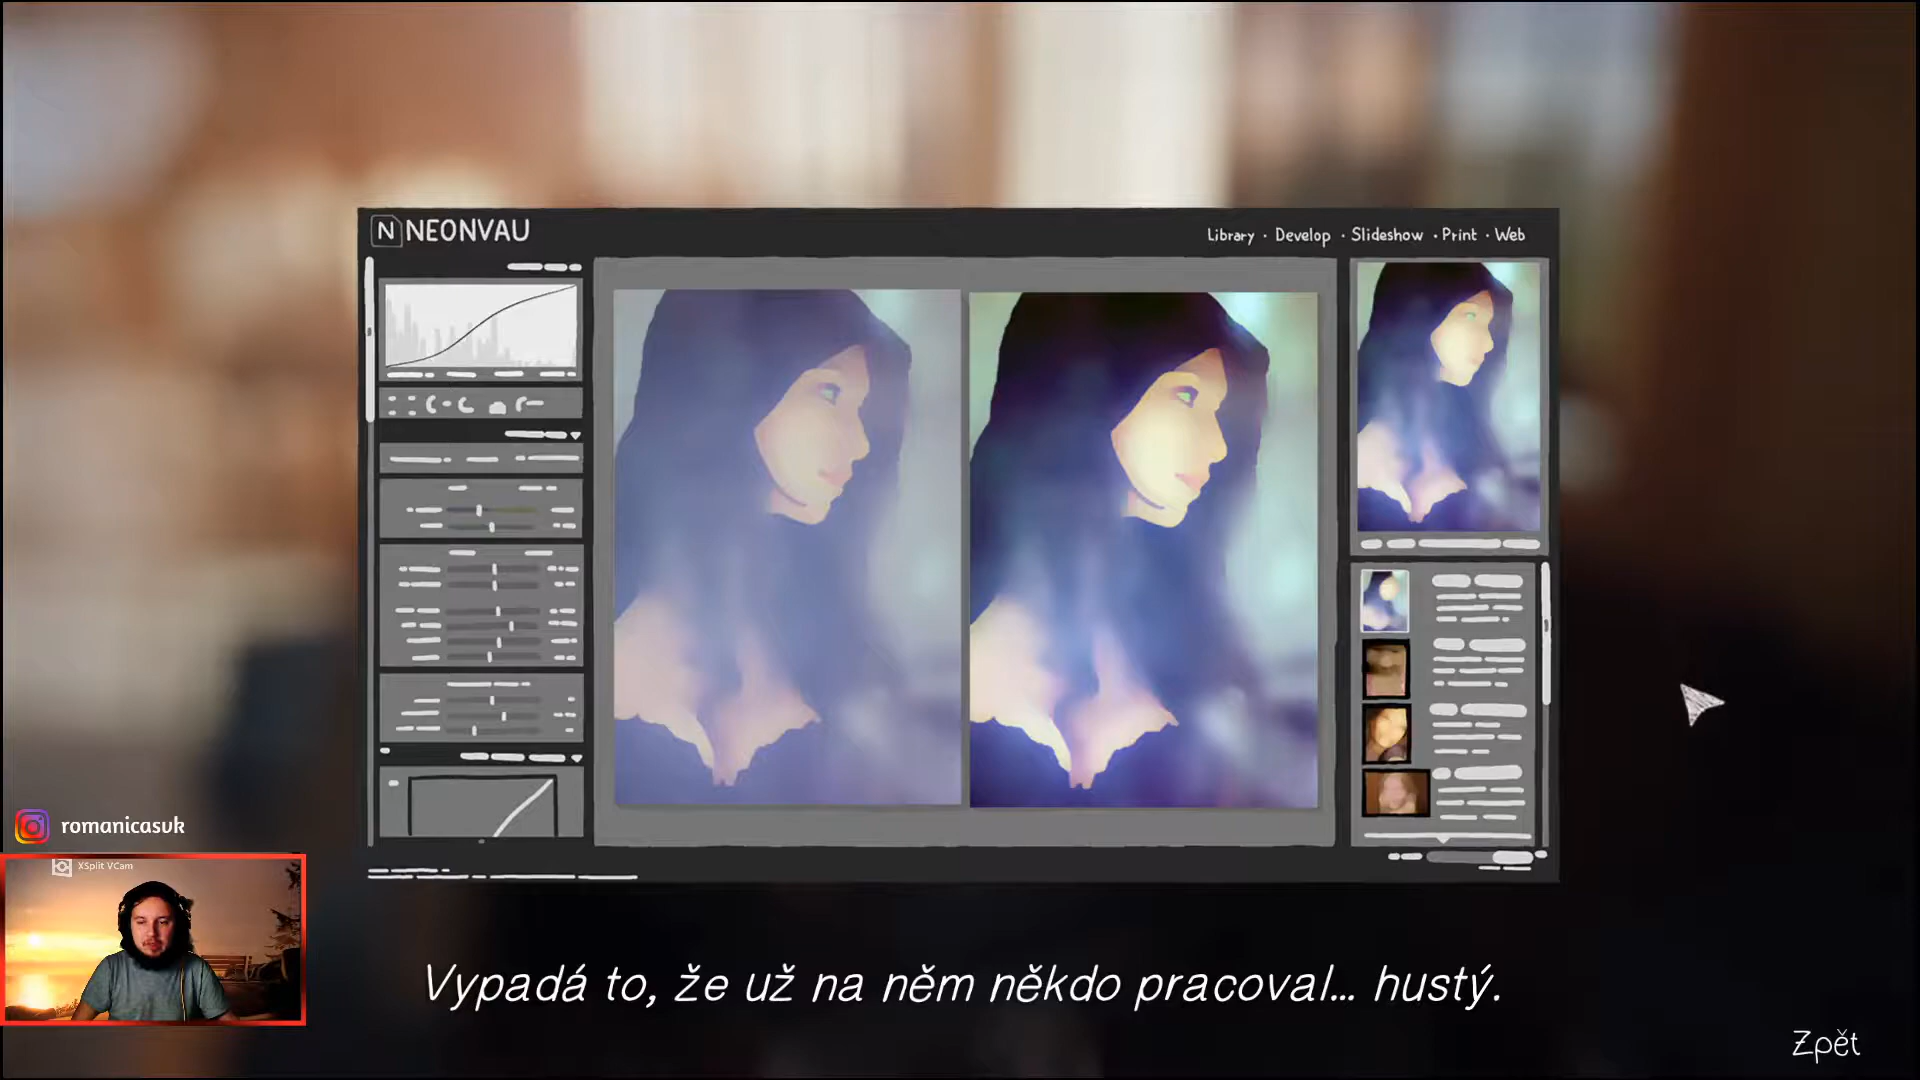 N NEONVAU
Library · Develop · Slideshow · Print · Web
romanicasuk
XSplit VCam
Vypadá to, že už na něm někdo pracoval... hustý.
Zpět